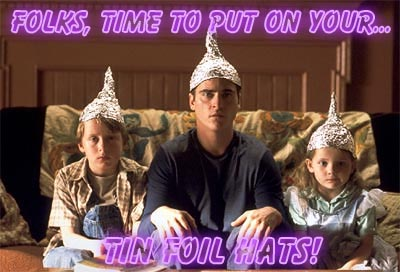 FOLKS, TIME TO PUT ON YOUR...
TIN FOIL HATS!